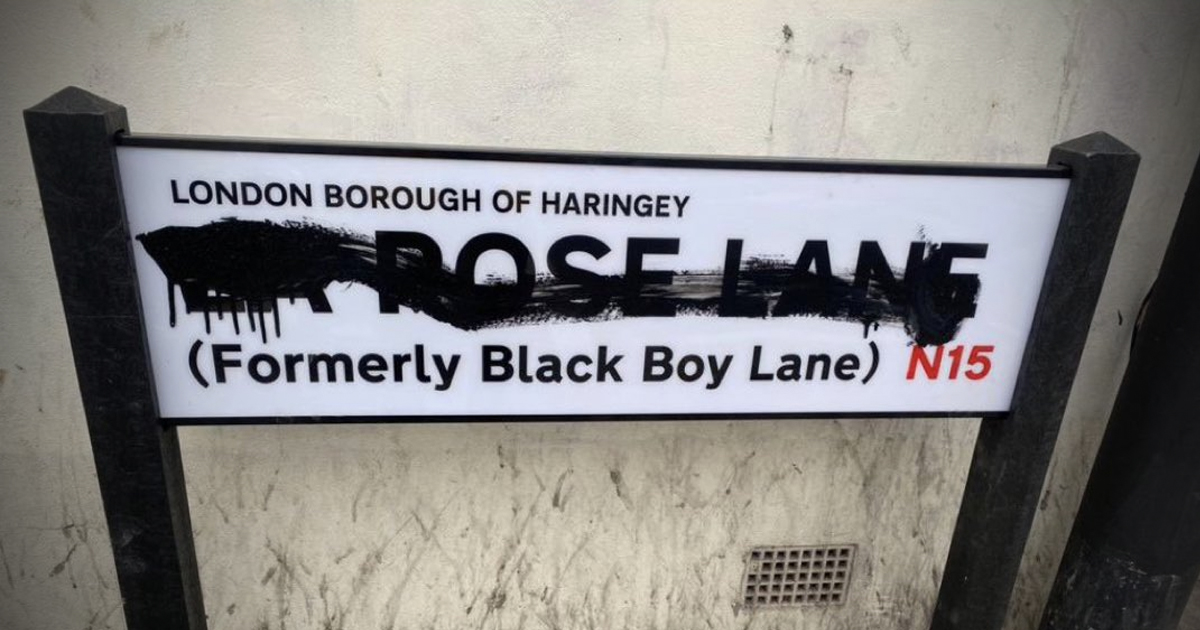 LONDON BOROUGH OF HARINGEY
ROSE LANE
(Formerly Black Boy Lane) N15